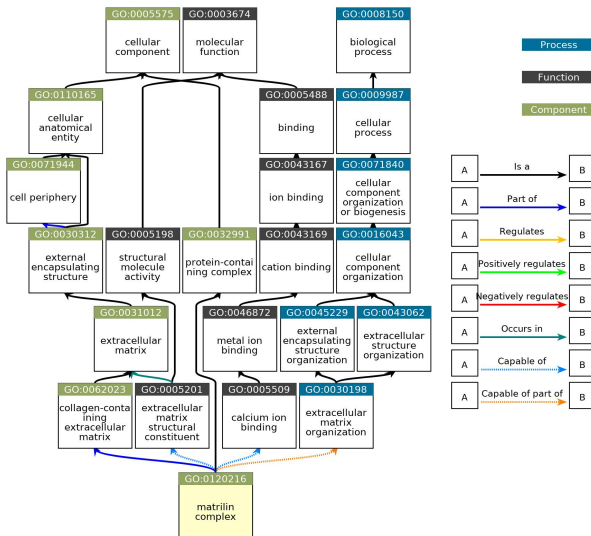 GO:0005575
cellular
component
GO:0003674
molecular
function
GO:0008150
biological
process
Process
Function
Component
GO:0110165
cellular
anatomical
entity
GO:0005488
binding
GO:0009987
cellular
process
GO:0071944
cell periphery
GO:0043167
ion binding
GO:0071840
cellular
component
organization
or biogenesis
GO:0030312
external
encapsulating
structure
GO:0005198
structural
molecule
activity
GO:0032991
protein-contai
ning complex
GO:0043169
cation binding
GO:0016043
cellular
component
organization
GO:0031012
extracellular
matrix
GO:0046872
metal ion
binding
GO:0045229
external
encapsulating
structure
organization
GO:0043062
extracellular
structure
organization
GO:0062023
collagen-conta
ining
extracellular
matrix
GO:0005201
extracellular
matrix
structural
constituent
GO:0005509
calcium ion
binding
GO:0030198
extracellular
matrix
organization
GO:0120216
matrilin
complex
A Is a B
A Part of B
A Regulates B
A Positively regulates B
A Negatively regulates B
A Occurs in B
A Capable of B
A Capable of part of B